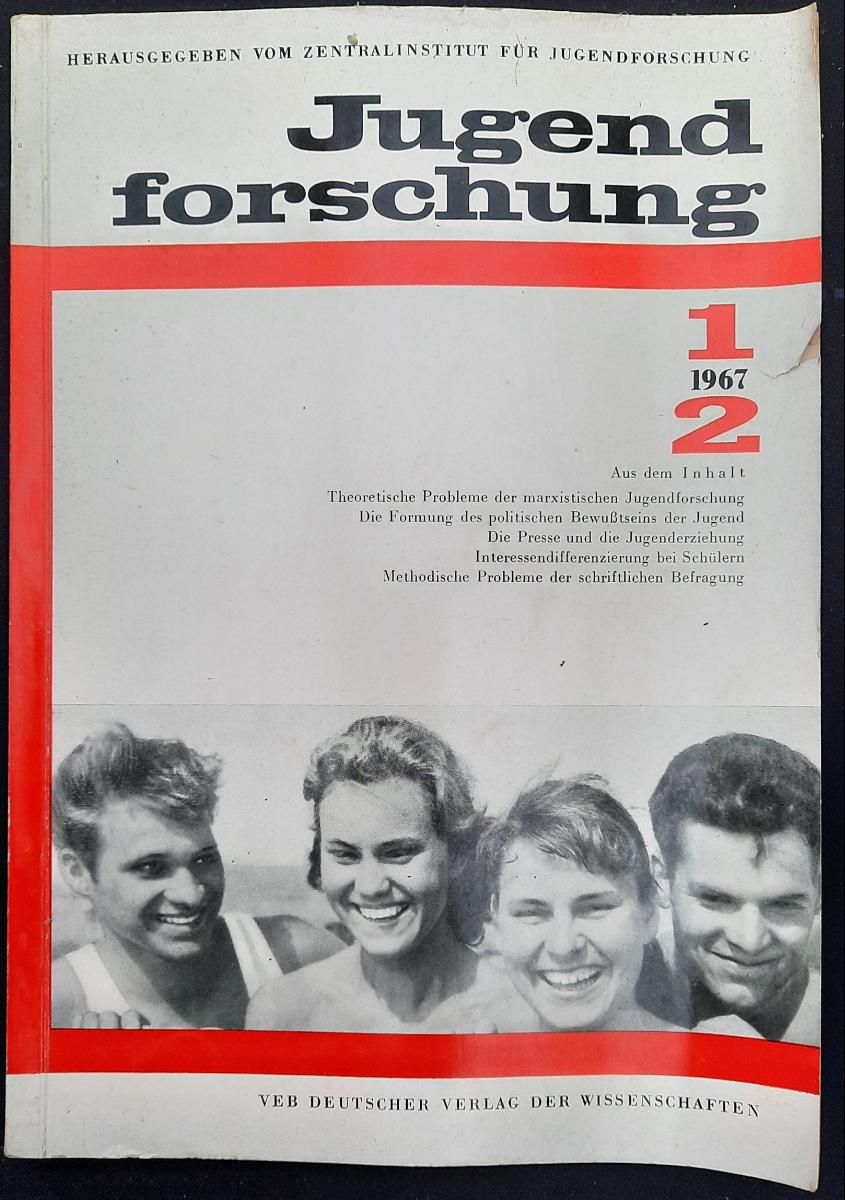 HERAUSGEGEBEN VOM ZENTRALINSTITUT FÜR JUGENDFORSCHUNG
Jugend
forschung
1
1967
2
Aus dem Inhalt
Theoretische Probleme der marxistischen Jugendforschung
Die Formung des politischen Bewußtseins der Jugend
Die Presse und die Jugenderziehung
Interessendifferenzierung bei Schülern
Methodische Probleme der schriftlichen Befragung
VEB DEUTSCHER VERLAG DER WISSENSCHAFTEN